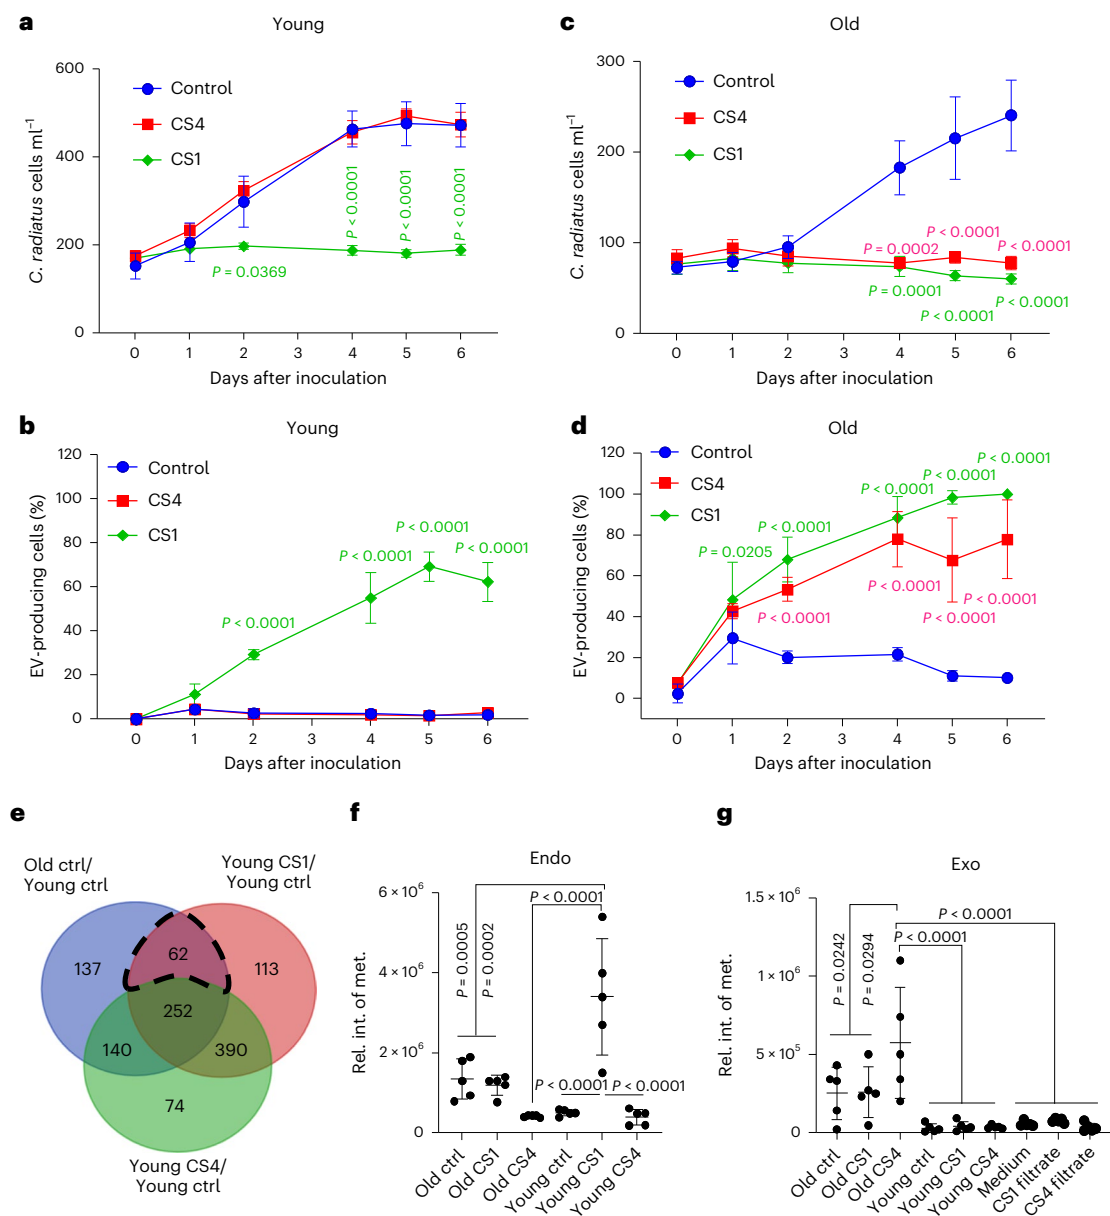 a
Young
C. radiatus cells ml⁻¹
600
400
200
0
Control
CS4
CS1
P = 0.0369
P < 0.0001
P < 0.0001
P < 0.0001
0 1 2 3 4 5 6
Days after inoculation
c
Old
C. radiatus cells ml⁻¹
300
200
100
0
Control
CS4
CS1
P = 0.0002
P < 0.0001
P < 0.0001
P = 0.0001
P < 0.0001
P < 0.0001
0 1 2 3 4 5 6
Days after inoculation
b
Young
EV-producing cells (%)
120
100
80
60
40
20
0
Control
CS4
CS1
P < 0.0001
P < 0.0001
P < 0.0001
P < 0.0001
0 1 2 4 5 6
Days after inoculation
d
Old
EV-producing cells (%)
120
100
80
60
40
20
0
Control
CS4
CS1
P = 0.0205
P < 0.0001
P < 0.0001
P < 0.0001
P < 0.0001
P < 0.0001
P < 0.0001
P < 0.0001
P < 0.0001
0 1 2 4 5 6
Days after inoculation
e
Old ctrl/
Young ctrl
Young CS1/
Young ctrl
137
62
113
252
140
390
74
Young CS4/
Young ctrl
f
Endo
Rel. int. of met.
6 × 10⁶
4 × 10⁶
2 × 10⁶
0
P = 0.0005
P = 0.0002
P < 0.0001
P < 0.0001
P < 0.0001
Old ctrl
Old CS1
Old CS4
Young ctrl
Young CS1
Young CS4
g
Exo
Rel. int. of met.
1.5 × 10⁶
1 × 10⁶
5 × 10⁵
0
P = 0.0242
P = 0.0294
P < 0.0001
P < 0.0001
Old ctrl
Old CS1
Old CS4
Young ctrl
Young CS1
Young CS4
Medium
CS1 filtrate
CS4 filtrate